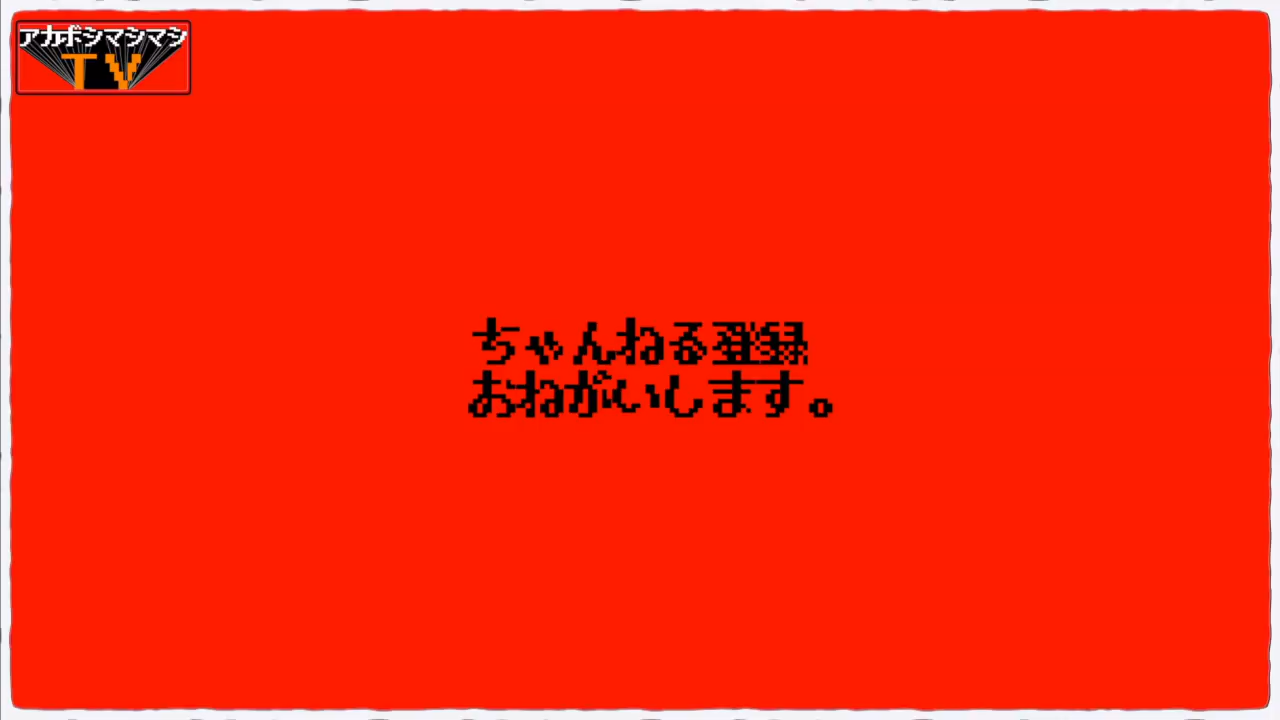 アカボシマシマシ
TV
ちゃんねる登録
おねがいします。